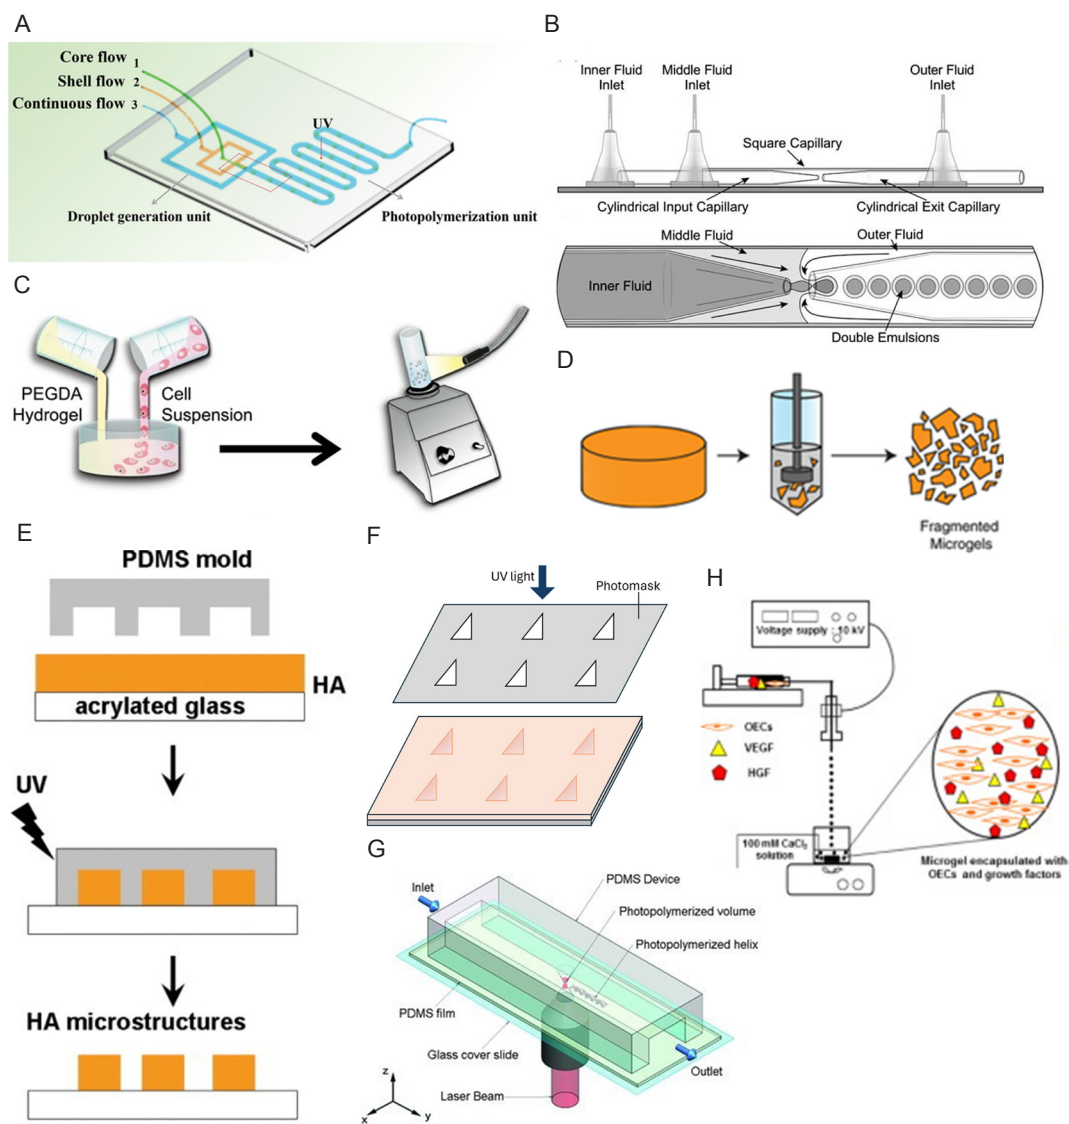 A
Core flow 1
Shell flow 2
Continuous flow 3
UV
Droplet generation unit
Photopolymerization unit
B
Inner Fluid
Inlet
Middle Fluid
Inlet
Outer Fluid
Inlet
Square Capillary
Cylindrical Input Capillary
Cylindrical Exit Capillary
Middle Fluid
Outer Fluid
Inner Fluid
Double Emulsions
C
PEGDA
Hydrogel
Cell
Suspension
D
Fragmented
Microgels
E
PDMS mold
HA
acrylated glass
UV
HA microstructures
F
UV light
Photomask
G
Inlet
PDMS Device
Photopolymerized volume
Photopolymerized helix
PDMS film
Glass cover slide
Outlet
Laser Beam
z
x
y
H
Voltage supply : 10 kV
OECs
VEGF
HGF
100 mM CaCl2
solution
Microgel encapsulated with
OECs and growth factors